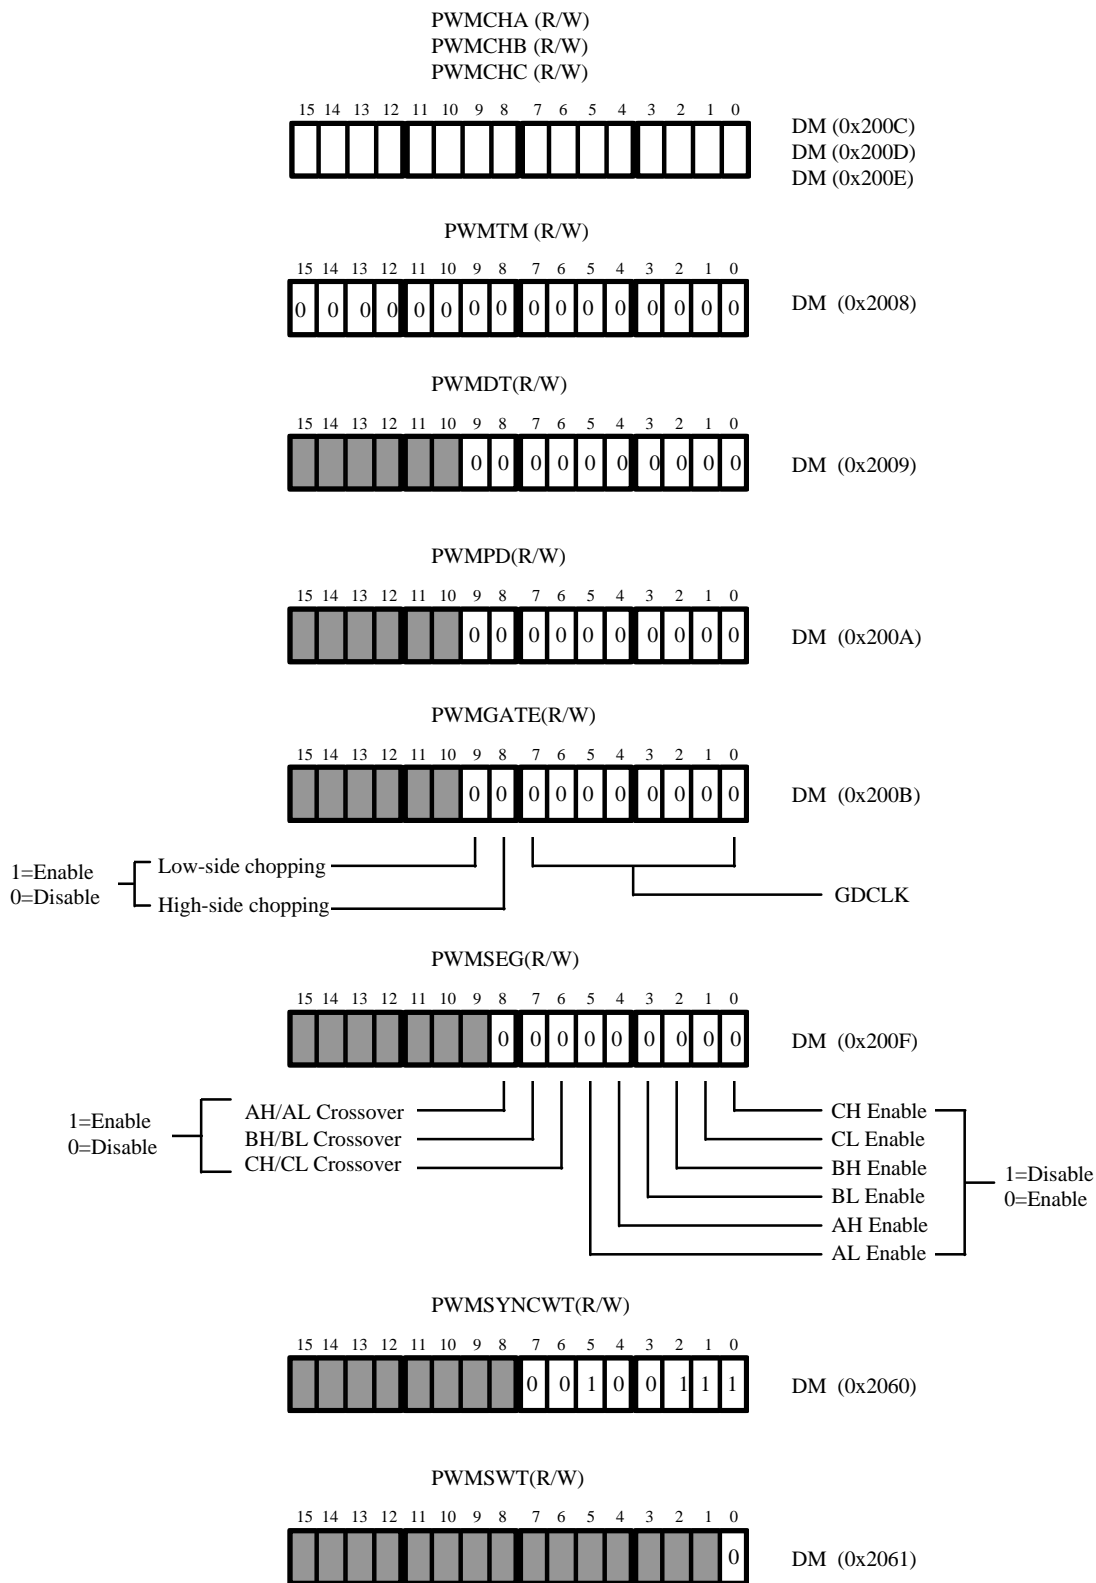 PWMCHA (R/W)
PWMCHB (R/W)
PWMCHC (R/W)
15 14 13 12 11 10 9 8 7 6 5 4 3 2 1 0
DM (0x200C)
DM (0x200D)
DM (0x200E)
PWMTM (R/W)
15 14 13 12 11 10 9 8 7 6 5 4 3 2 1 0
0 0 0 0 0 0 0 0 0 0 0 0 0 0 0 0
DM (0x2008)
PWMDT(R/W)
15 14 13 12 11 10 9 8 7 6 5 4 3 2 1 0
0 0 0 0 0 0 0 0 0 0
DM (0x2009)
PWMPD(R/W)
15 14 13 12 11 10 9 8 7 6 5 4 3 2 1 0
0 0 0 0 0 0 0 0 0 0
DM (0x200A)
PWMGATE(R/W)
15 14 13 12 11 10 9 8 7 6 5 4 3 2 1 0
0 0 0 0 0 0 0 0 0 0
DM (0x200B)
1=Enable
0=Disable
Low-side chopping
High-side chopping
GDCLK
PWMSEG(R/W)
15 14 13 12 11 10 9 8 7 6 5 4 3 2 1 0
0 0 0 0 0 0 0 0 0
DM (0x200F)
1=Enable
0=Disable
AH/AL Crossover
BH/BL Crossover
CH/CL Crossover
CH Enable
CL Enable
BH Enable
BL Enable
AH Enable
AL Enable
1=Disable
0=Enable
PWMSYNCWT(R/W)
15 14 13 12 11 10 9 8 7 6 5 4 3 2 1 0
0 0 1 0 0 1 1 1
DM (0x2060)
PWMSWT(R/W)
15 14 13 12 11 10 9 8 7 6 5 4 3 2 1 0
0
DM (0x2061)